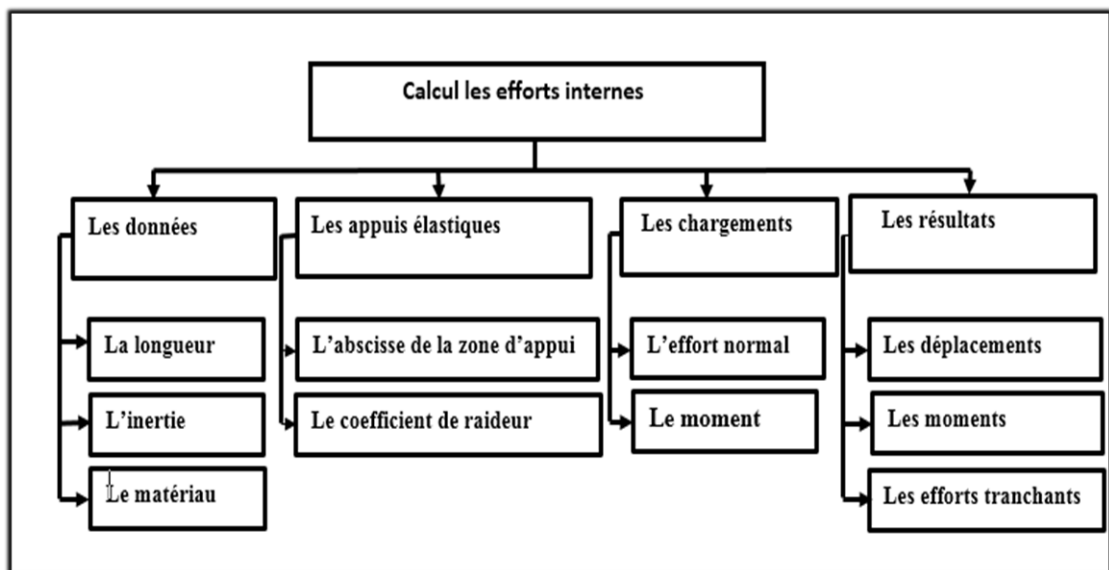 Calcul les efforts internes
Les données
Les appuis élastiques
Les chargements
Les résultats
La longueur
L'abscisse de la zone d'appui
L'effort normal
Les déplacements
L'inertie
Le coefficient de raideur
Le moment
Les moments
Le matériau
Les efforts tranchants